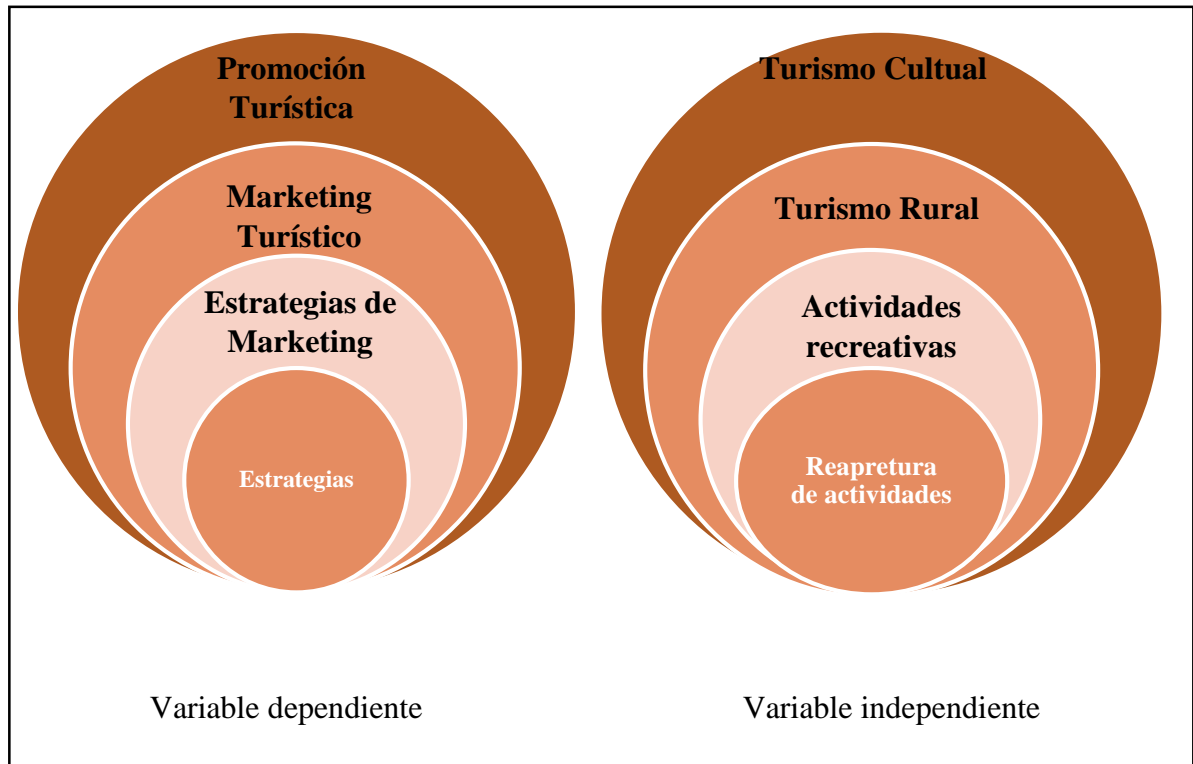 Promoción
Turística
Marketing
Turístico
Estrategias de
Marketing
Estrategias
Variable dependiente
Turismo Cultual
Turismo Rural
Actividades
recreativas
Reapretura
de actividades
Variable independiente